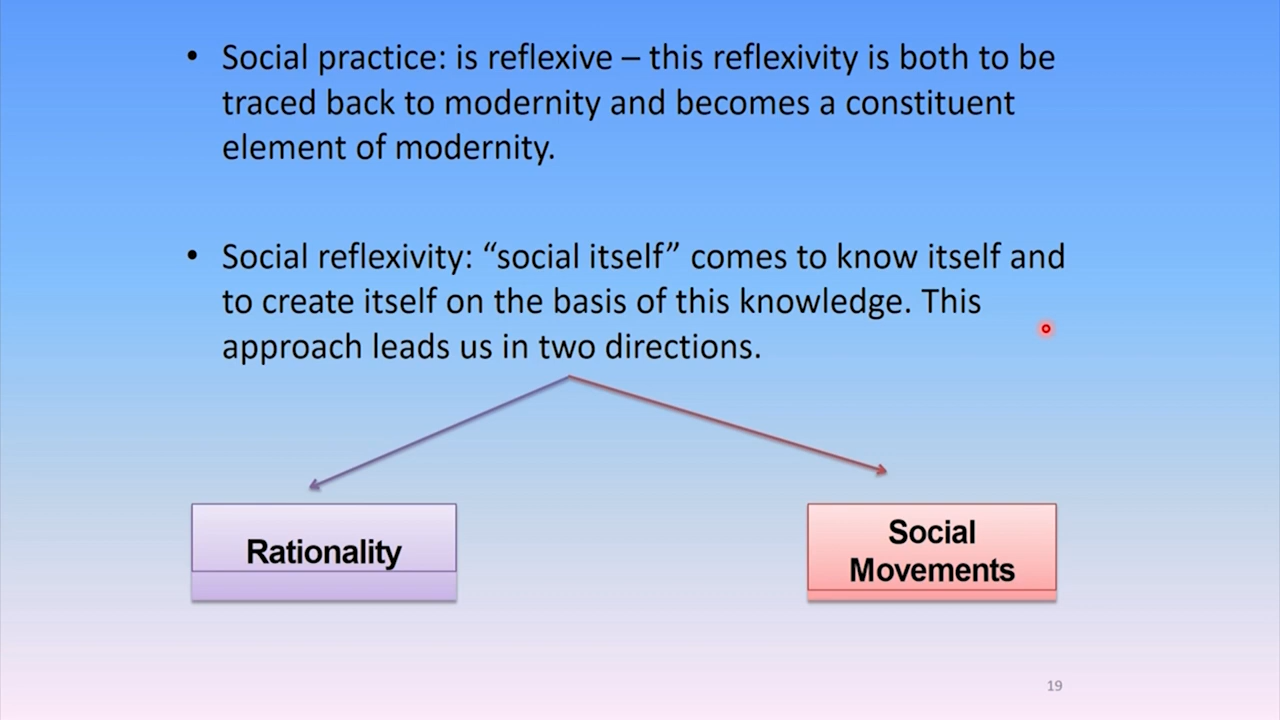 • Social practice: is reflexive – this reflexivity is both to be
traced back to modernity and becomes a constituent
element of modernity.
• Social reflexivity: “social itself” comes to know itself and
to create itself on the basis of this knowledge. This
approach leads us in two directions.
Rationality
Social
Movements
19